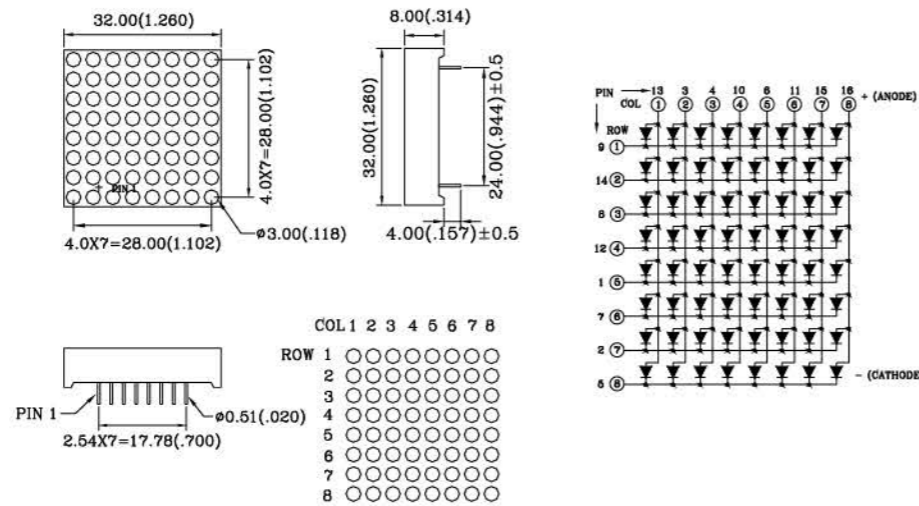 32.00(1.260)
4.0X7=28.00(1.102)
+ PIN 1
4.0X7=28.00(1.102)
ø3.00(.118)
8.00(.314)
32.00(1.260)
24.00(.944)±0.5
4.00(.157)±0.5
PIN 1
ø0.51(.020)
2.54X7=17.78(.700)
COL 1 2 3 4 5 6 7 8
ROW 1
2
3
4
5
6
7
8
PIN 13 3 4 10 6 11 15 16
COL 1 2 3 4 5 6 7 8 + (ANODE)
ROW
9 1
14 2
8 3
12 4
1 5
7 6
2 7
5 8 - (CATHODE